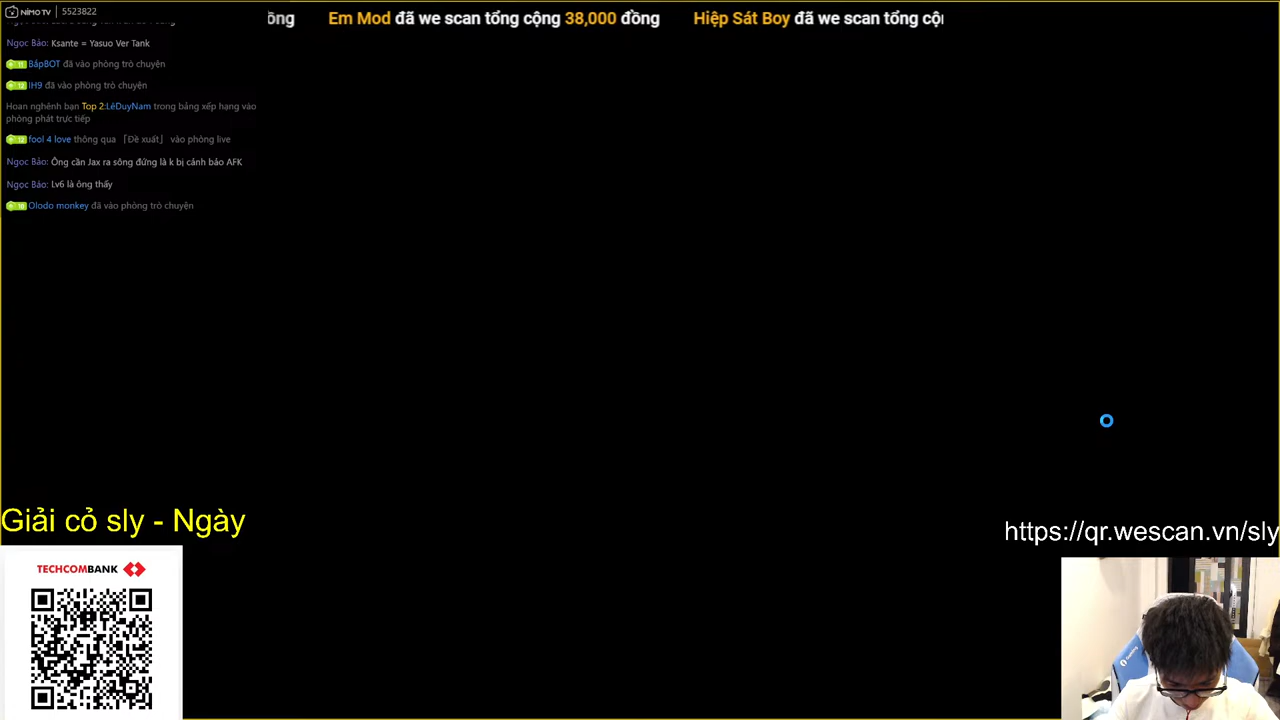 NIMO TV | 5523822
ồng Em Mod đã we scan tổng cộng 38,000 đồng Hiệp Sát Boy đã we scan tổng cộ
Ngọc Bảo: Ksante = Yasuo Ver Tank
11 BắpBOT đã vào phòng trò chuyện
12 IH9 đã vào phòng trò chuyện
Hoan nghênh bạn Top 2:LêDuyNam trong bảng xếp hạng vào
phòng phát trực tiếp
12 fool 4 love thông qua 「Đề xuất」 vào phòng live
Ngọc Bảo: Ông cần Jax ra sông đứng là k bị cảnh báo AFK
Ngọc Bảo: Lv6 là ông thấy
16 Olodo monkey đã vào phòng trò chuyện
Giải cỏ sly - Ngày
https://qr.wescan.vn/sly
TECHCOMBANK